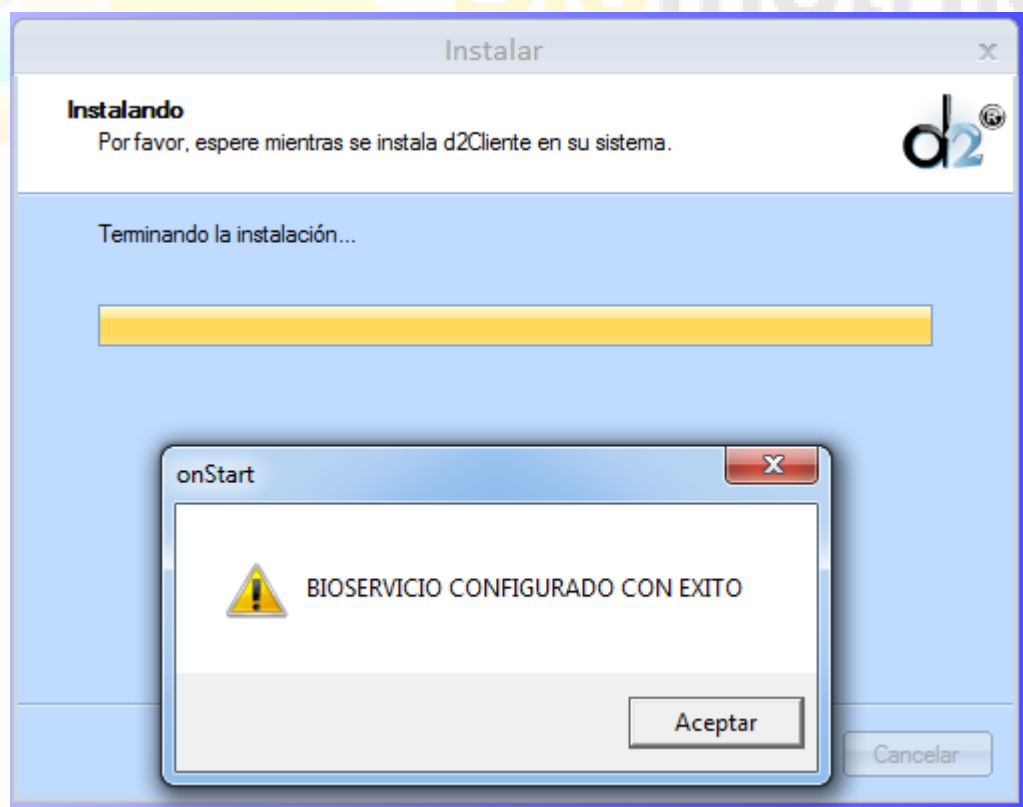 Instalar
Instalando
Por favor, espere mientras se instala d2Cliente en su sistema.
d2®
Terminando la instalación...
onStart
BIOSERVICIO CONFIGURADO CON EXITO
Aceptar
Cancelar